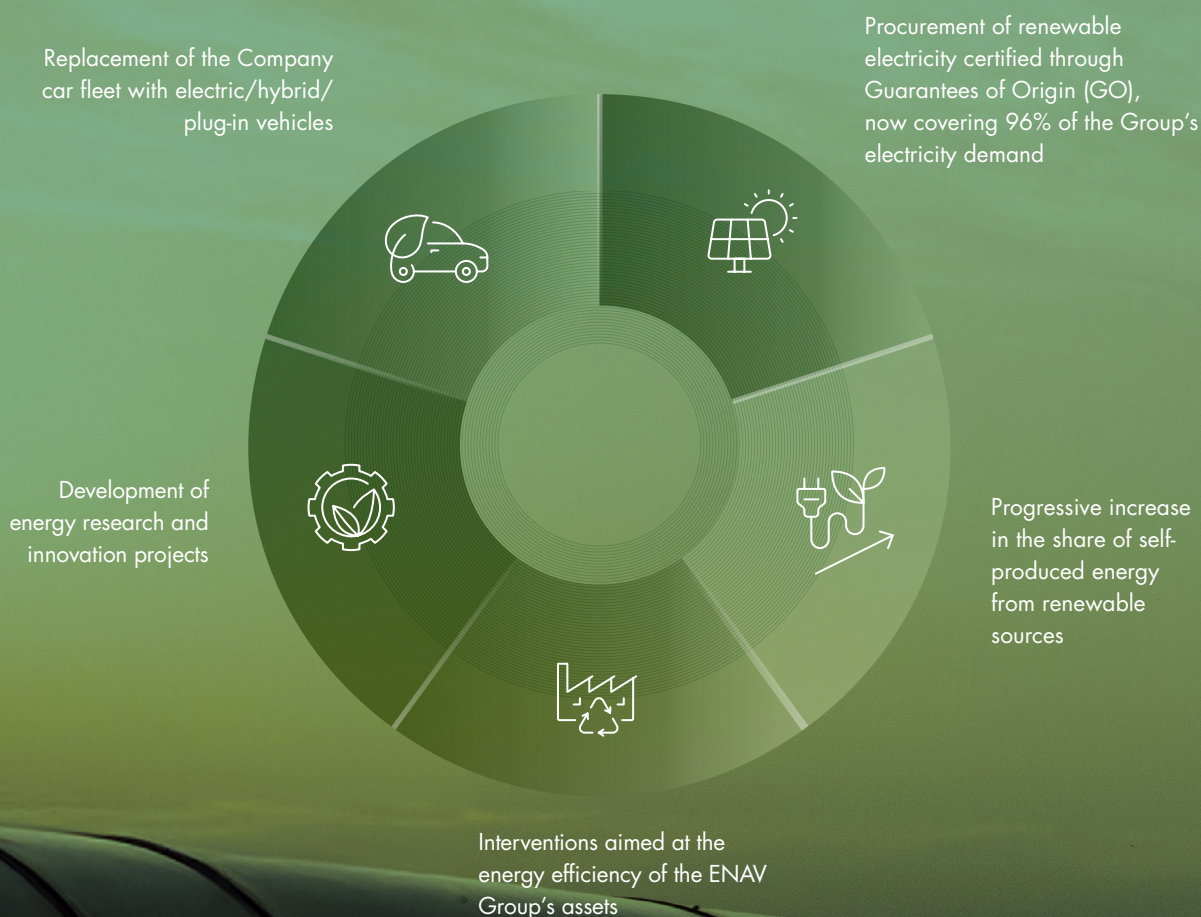 Replacement of the Company
car fleet with electric/hybrid/
plug-in vehicles
Procurement of renewable
electricity certified through
Guarantees of Origin (GO),
now covering 96% of the Group’s
electricity demand
Development of
energy research and
innovation projects
Progressive increase
in the share of self-
produced energy
from renewable
sources
Interventions aimed at the
energy efficiency of the ENAV
Group’s assets